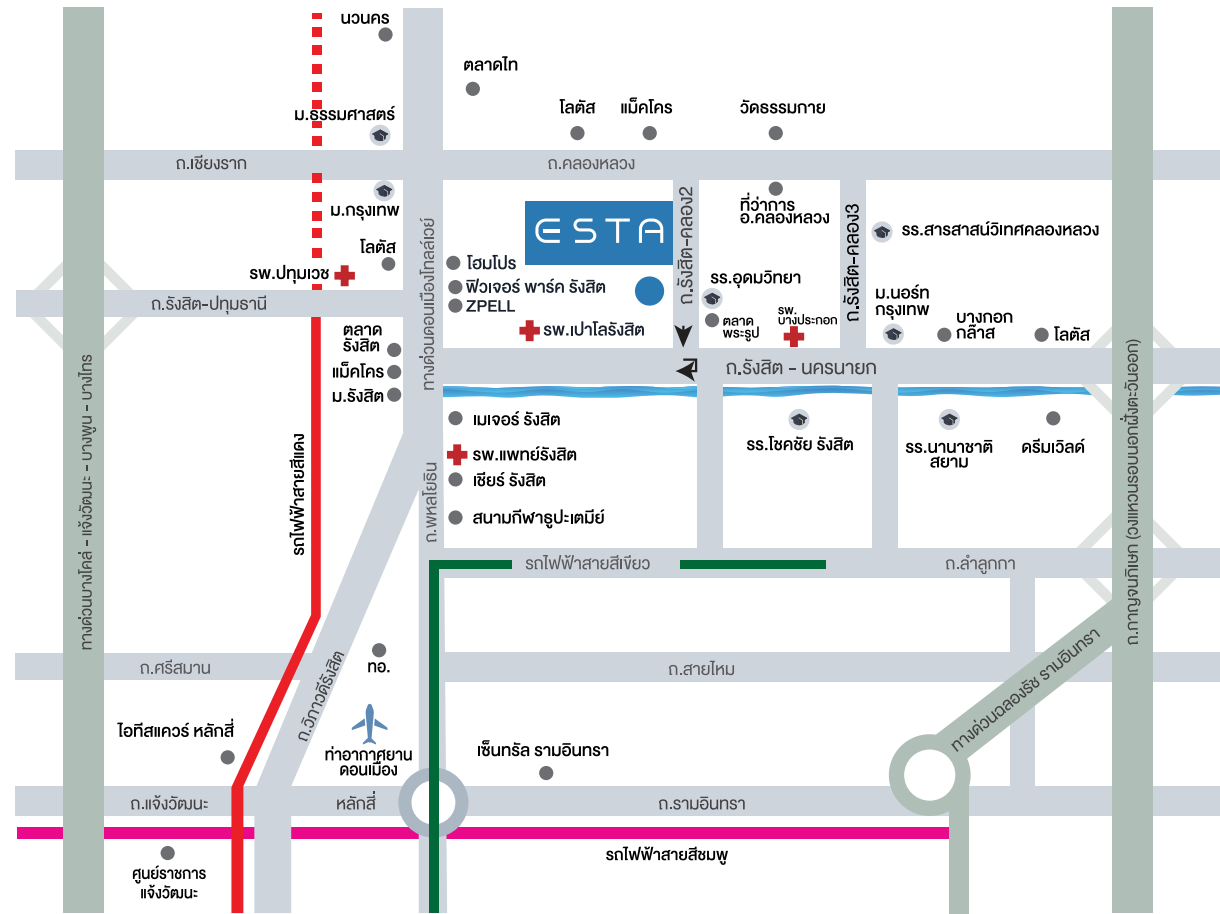 นวนคร
ตลาดไท
ม.ธรรมศาสตร์
โลตัส
แม็คโคร
วัดธรรมกาย
ถ.เชียงราก
ถ.คลองหลวง
ม.กรุงเทพ
ที่ว่าการ
อ.คลองหลวง
ESTA
ถ.รังสิต-คลอง2
ถ.รังสิต-คลอง3
รร.สารสาสน์วิเทศคลองหลวง
โลตัส
รพ.ปทุมเวช
ทางด่วนดอนเมืองโทลล์เวย์
โฮมโปร
ฟิวเจอร์ พาร์ค รังสิต
ZPELL
รพ.เปาโลรังสิต
รร.อุดมวิทยา
ตลาด
พระรูป
รพ.
บางปะกอก
ม.นอร์ท
กรุงเทพ
บางกอก
กล๊าส
โลตัส
ถ.รังสิต-ปทุมธานี
ตลาด
รังสิต
แม็คโคร
ม.รังสิต
ถ.รังสิต - นครนายก
ทางด่วนบางโคล่ - แจ้งวัฒนะ - บางพูน - บางไทร
รถไฟฟ้าสายสีแดง
เมเจอร์ รังสิต
รพ.แพทย์รังสิต
เซียร์ รังสิต
สนามกีฬาธูปะเตมีย์
ถ.พหลโยธิน
รร.โชคชัย รังสิต
รร.นานาชาติ
สยาม
ดรีมเวิลด์
ถ.กาญจนาภิเษก (วงแหวนรอบนอกฝั่งตะวันออก)
รถไฟฟ้าสายสีเขียว
ถ.ลำลูกกา
ถ.ศรีสมาน
ทอ.
ถ.สายไหม
ถ.วิภาวดีรังสิต
ทางด่วนฉลองรัช รามอินทรา
ไอทีสแควร์ หลักสี่
ท่าอากาศยาน
ดอนเมือง
เซ็นทรัล รามอินทรา
ถ.แจ้งวัฒนะ
หลักสี่
ถ.รามอินทรา
รถไฟฟ้าสายสีชมพู
ศูนย์ราชการ
แจ้งวัฒนะ